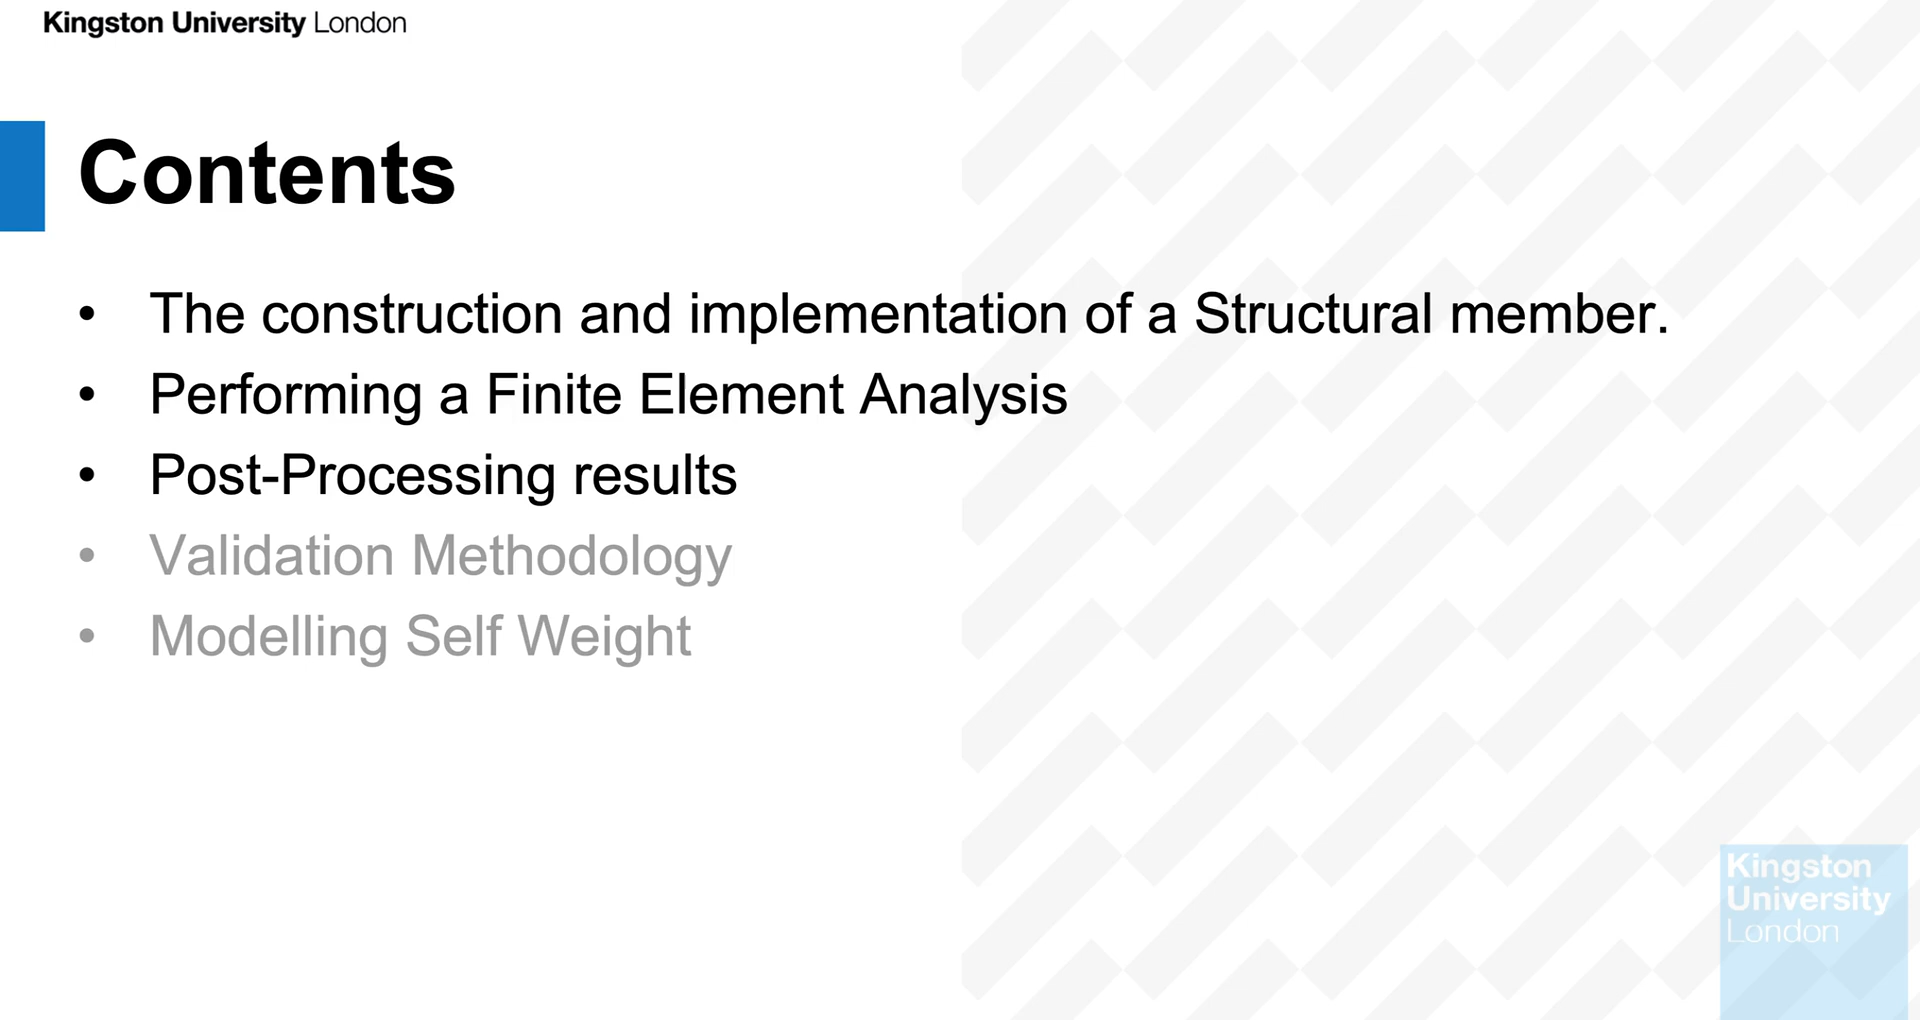 Kingston University London
Contents
• The construction and implementation of a Structural member.
• Performing a Finite Element Analysis
• Post-Processing results
• Validation Methodology
• Modelling Self Weight
Kingston
University
London